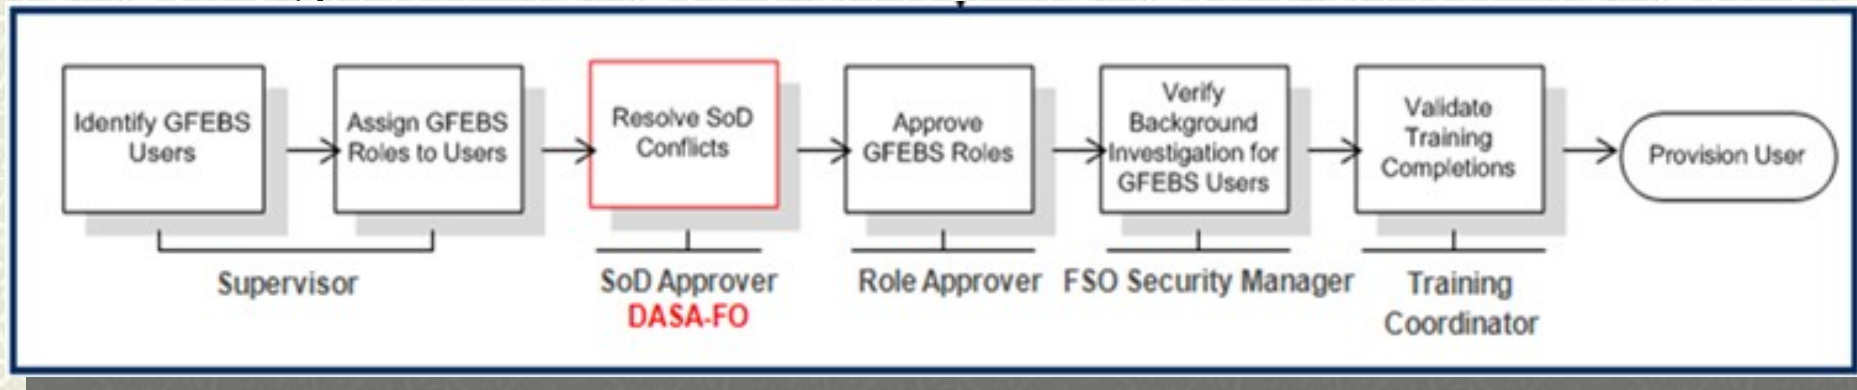 Identify GFEBS
Users
Assign GFEBS
Roles to Users
Resolve SoD
Conflicts
Approve
GFEBS Roles
Verify
Background
Investigation for
GFEBS Users
Validate
Training
Completions
Provision User
Supervisor
SoD Approver
DASA-FO
Role Approver
FSO Security Manager
Training
Coordinator